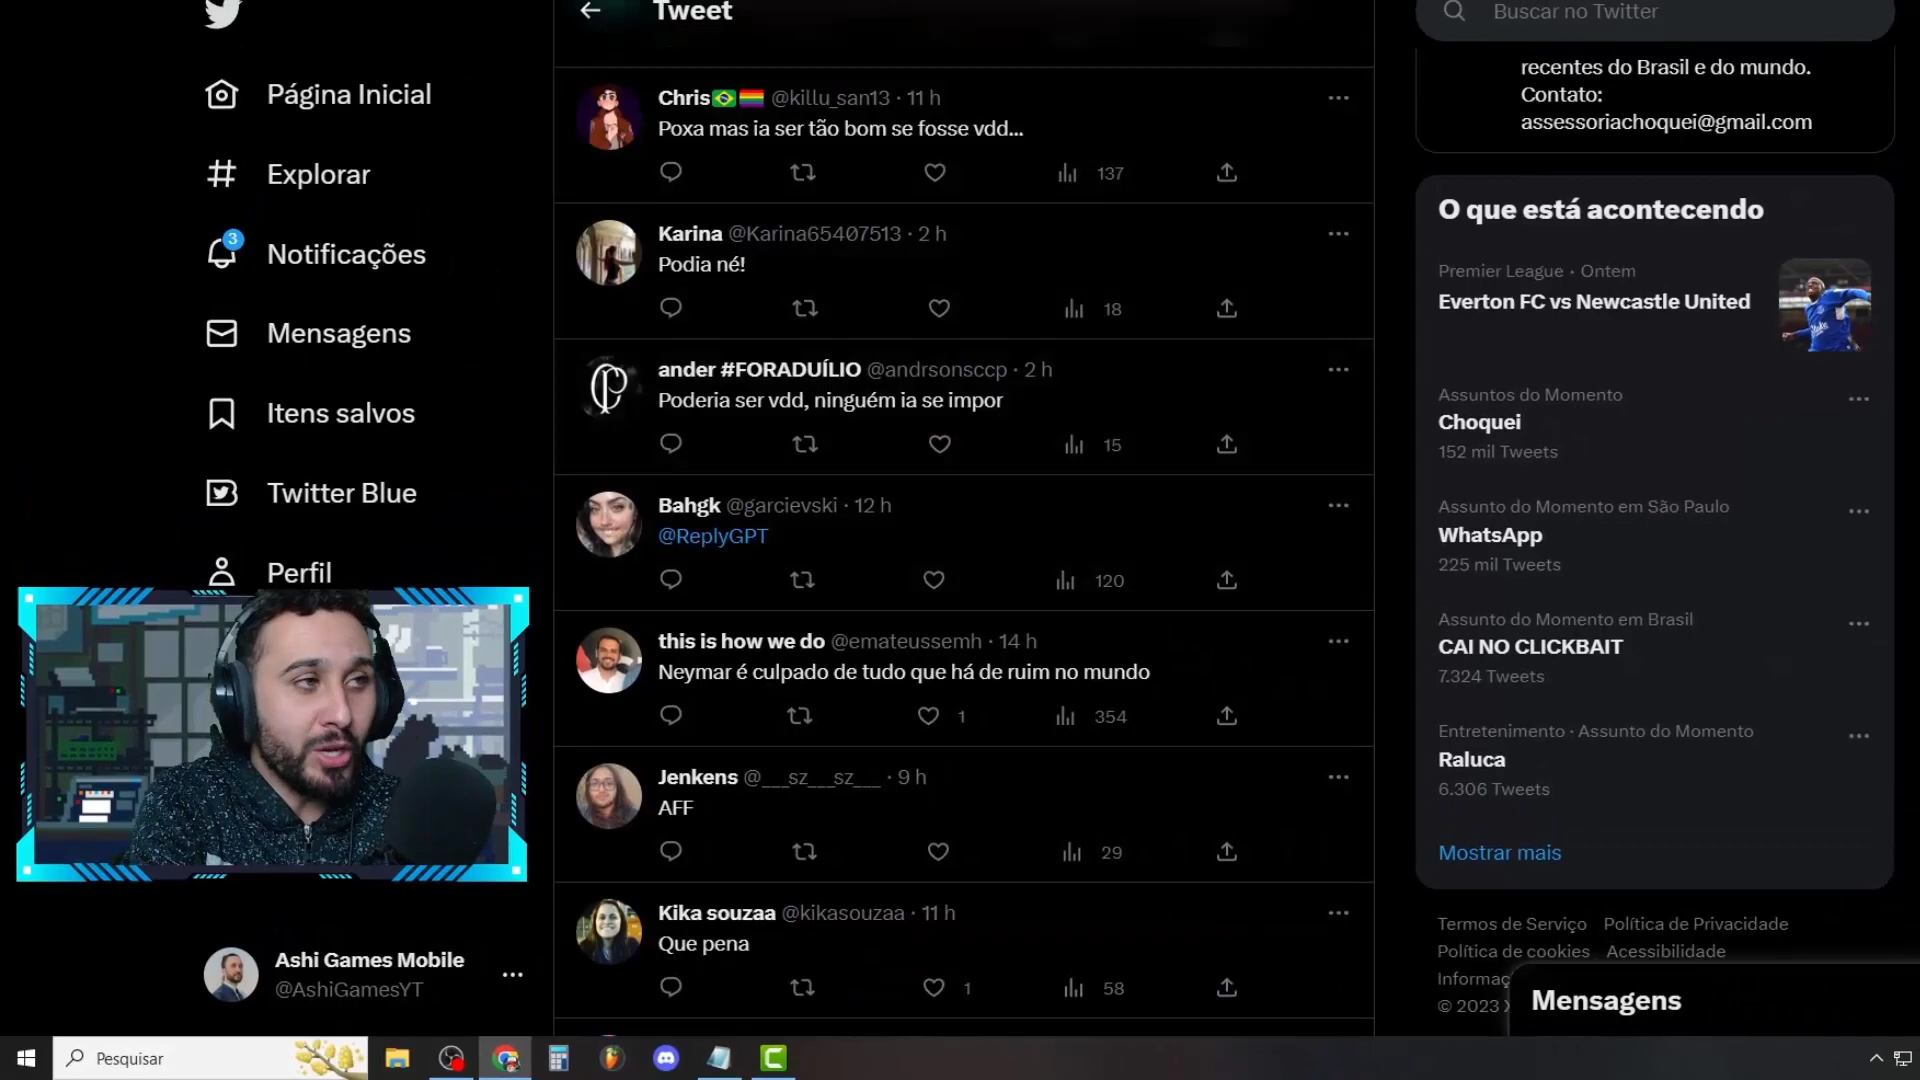 Tweet
Buscar no Twitter
Página Inicial
Explorar
3
Notificações
Mensagens
Itens salvos
Twitter Blue
Perfil
Ashi Games Mobile
@AshiGamesYT
Chris @killu_san13 · 11 h
Poxa mas ia ser tão bom se fosse vdd...
137
Karina @Karina65407513 · 2 h
Podia né!
18
ander #FORADUÍLIO @andrsonsccp · 2 h
Poderia ser vdd, ninguém ia se impor
15
Bahgk @garcievski · 12 h
@ReplyGPT
120
this is how we do @emateussemh · 14 h
Neymar é culpado de tudo que há de ruim no mundo
1 354
Jenkens @___sz___sz___ · 9 h
AFF
29
Kika souzaa @kikasouzaa · 11 h
Que pena
1 58
recentes do Brasil e do mundo.
Contato:
assessoriachoquei@gmail.com
O que está acontecendo
Premier League · Ontem
Everton FC vs Newcastle United
Assuntos do Momento
Choquei
152 mil Tweets
Assunto do Momento em São Paulo
WhatsApp
225 mil Tweets
Assunto do Momento em Brasil
CAI NO CLICKBAIT
7.324 Tweets
Entretenimento · Assunto do Momento
Raluca
6.306 Tweets
Mostrar mais
Termos de Serviço Política de Privacidade
Política de cookies Acessibilidade
© 2023
Mensagens
Pesquisar